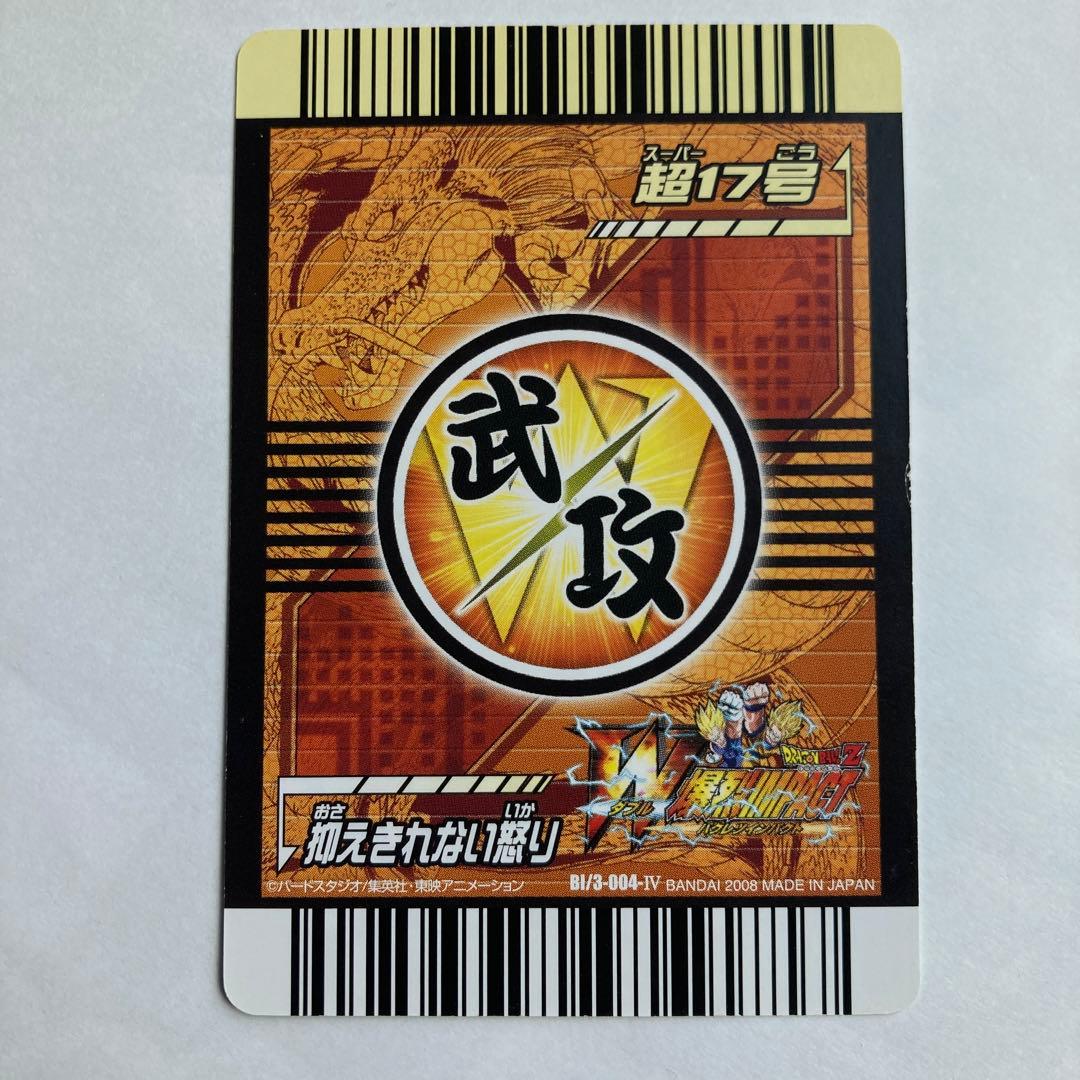 スーパー ごう
超17号
武
攻
DRAGON BALL Z
W爆烈IMPACT
ダブル バクレツインパクト
おさ いか
抑えきれない怒り
©バードスタジオ/集英社・東映アニメーション BI/3-004-IV BANDAI 2008 MADE IN JAPAN